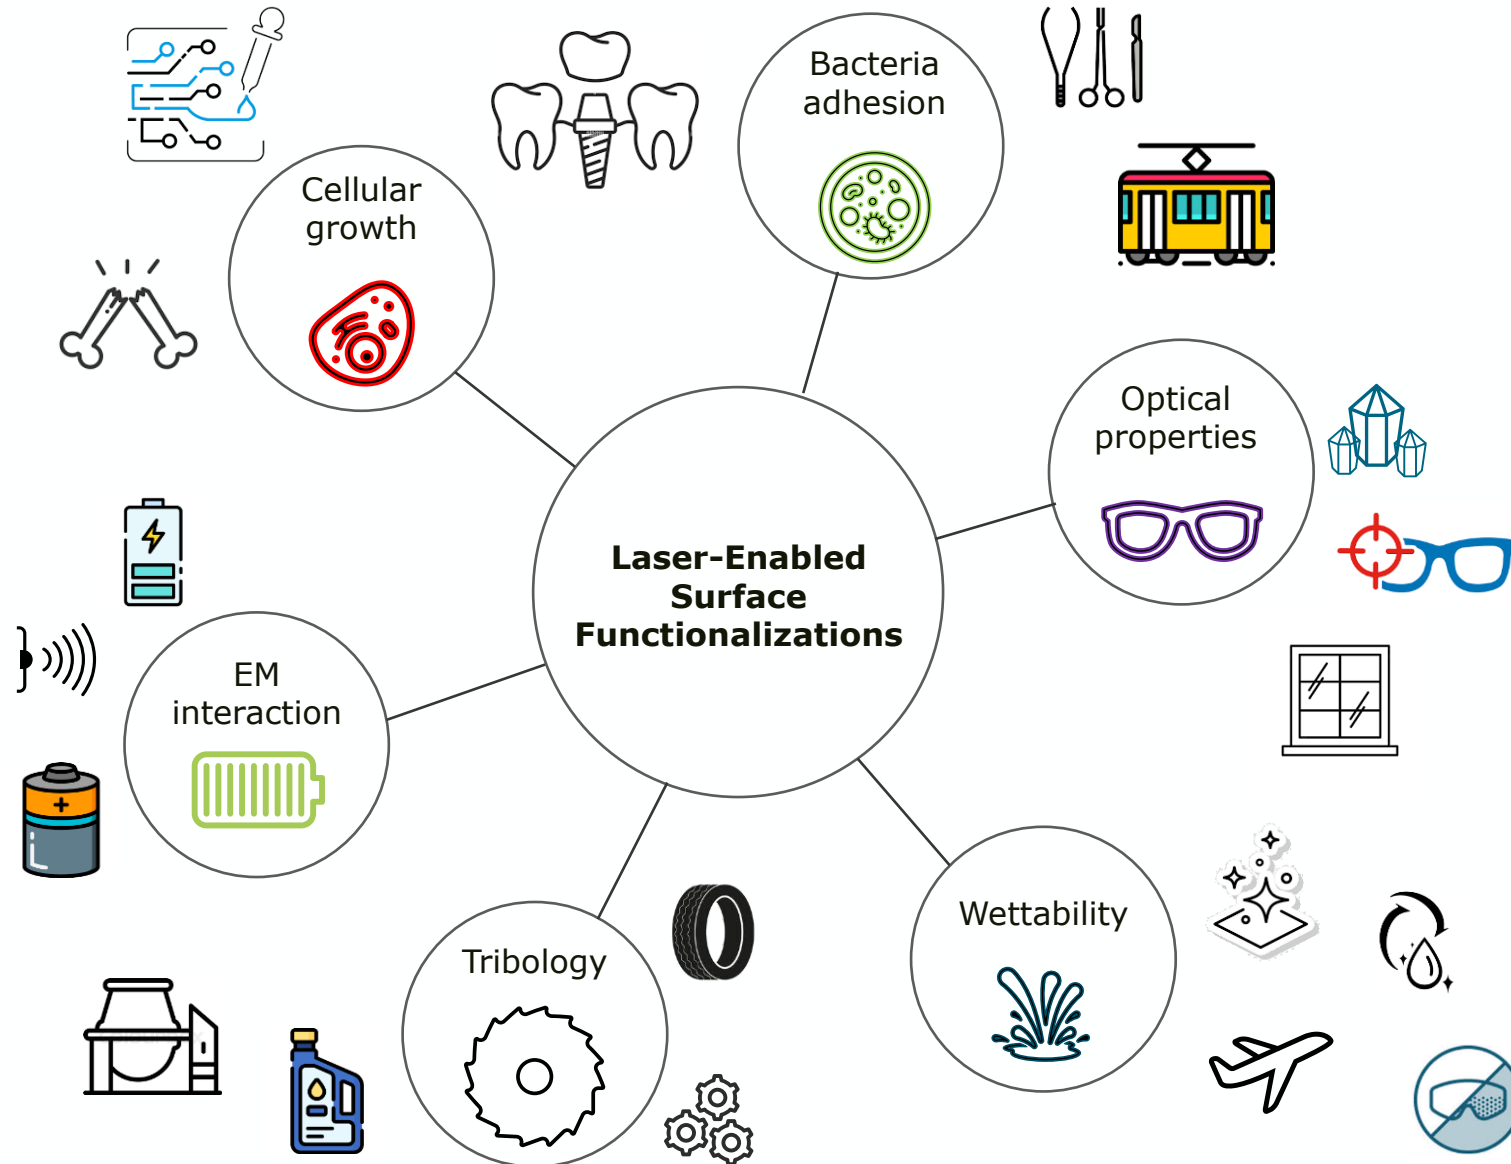 Bacteria
adhesion
Cellular
growth
Optical
properties
Laser-Enabled
Surface
Functionalizations
EM
interaction
Wettability
Tribology